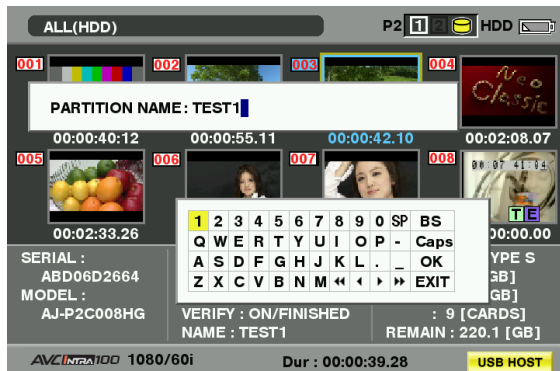 ALL(HDD)
P2 1 2 HDD
001 002 003 004
Neo
Classic
PARTITION NAME : TEST1
00:00:40:12 00:00:55.11 00:00:42.10 00:02:08.07
005 006 007 008
00:07 41:04
T E
00:02:33.26 00:00.00
1 2 3 4 5 6 7 8 9 0 SP BS
Q W E R T Y U I O P - Caps
A S D F G H J K L . _ OK
Z X C V B N M EXIT
SERIAL :
ABD06D2664
MODEL :
AJ-P2C008HG
VERIFY : ON/FINISHED
NAME : TEST1
YPE S
GB]
GB]
: 9 [CARDS]
REMAIN : 220.1 [GB]
AVC INTRA 100 1080/60i Dur : 00:00:39.28 USB HOST